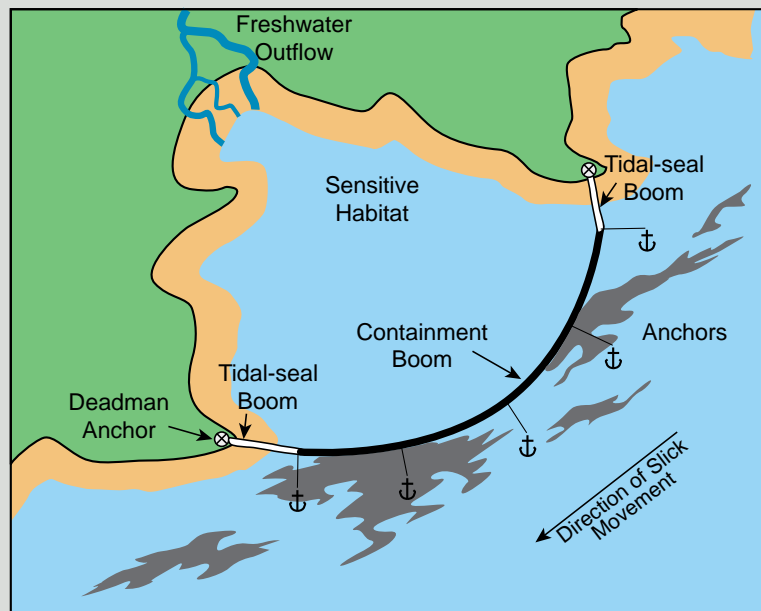 Freshwater
Outflow
Tidal-seal
Boom
Sensitive
Habitat
Containment
Boom
Anchors
Tidal-seal
Boom
Deadman
Anchor
Direction of Slick
Movement